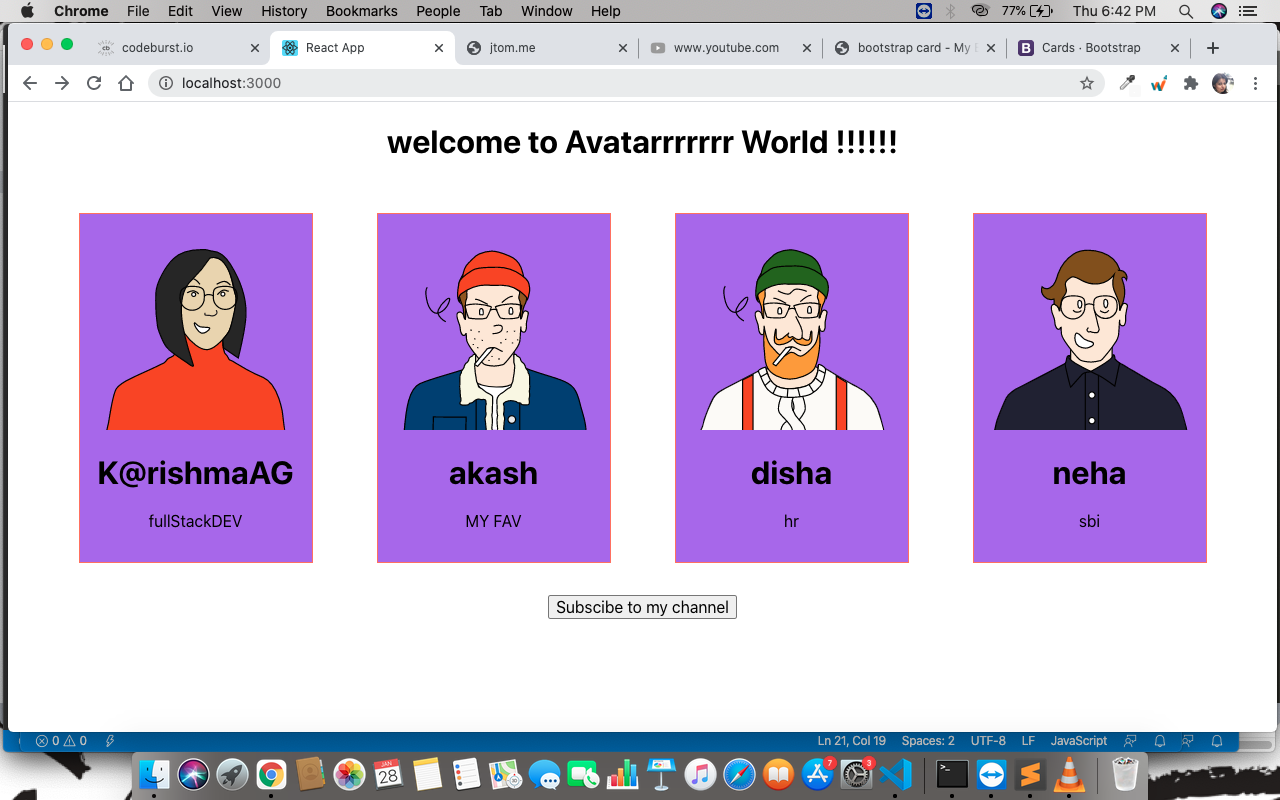 Chrome File Edit View History Bookmarks People Tab Window Help 77% Thu 6:42 PM
codeburst.io React App jtom.me www.youtube.com bootstrap card - My Cards · Bootstrap
localhost:3000
welcome to Avatarrrrrrr World !!!!!!
K@rishmaAG akash disha neha
fullStackDEV MY FAV hr sbi
Subscibe to my channel
0 0 Ln 21, Col 19 Spaces: 2 UTF-8 LF JavaScript
JAN
28
7
3